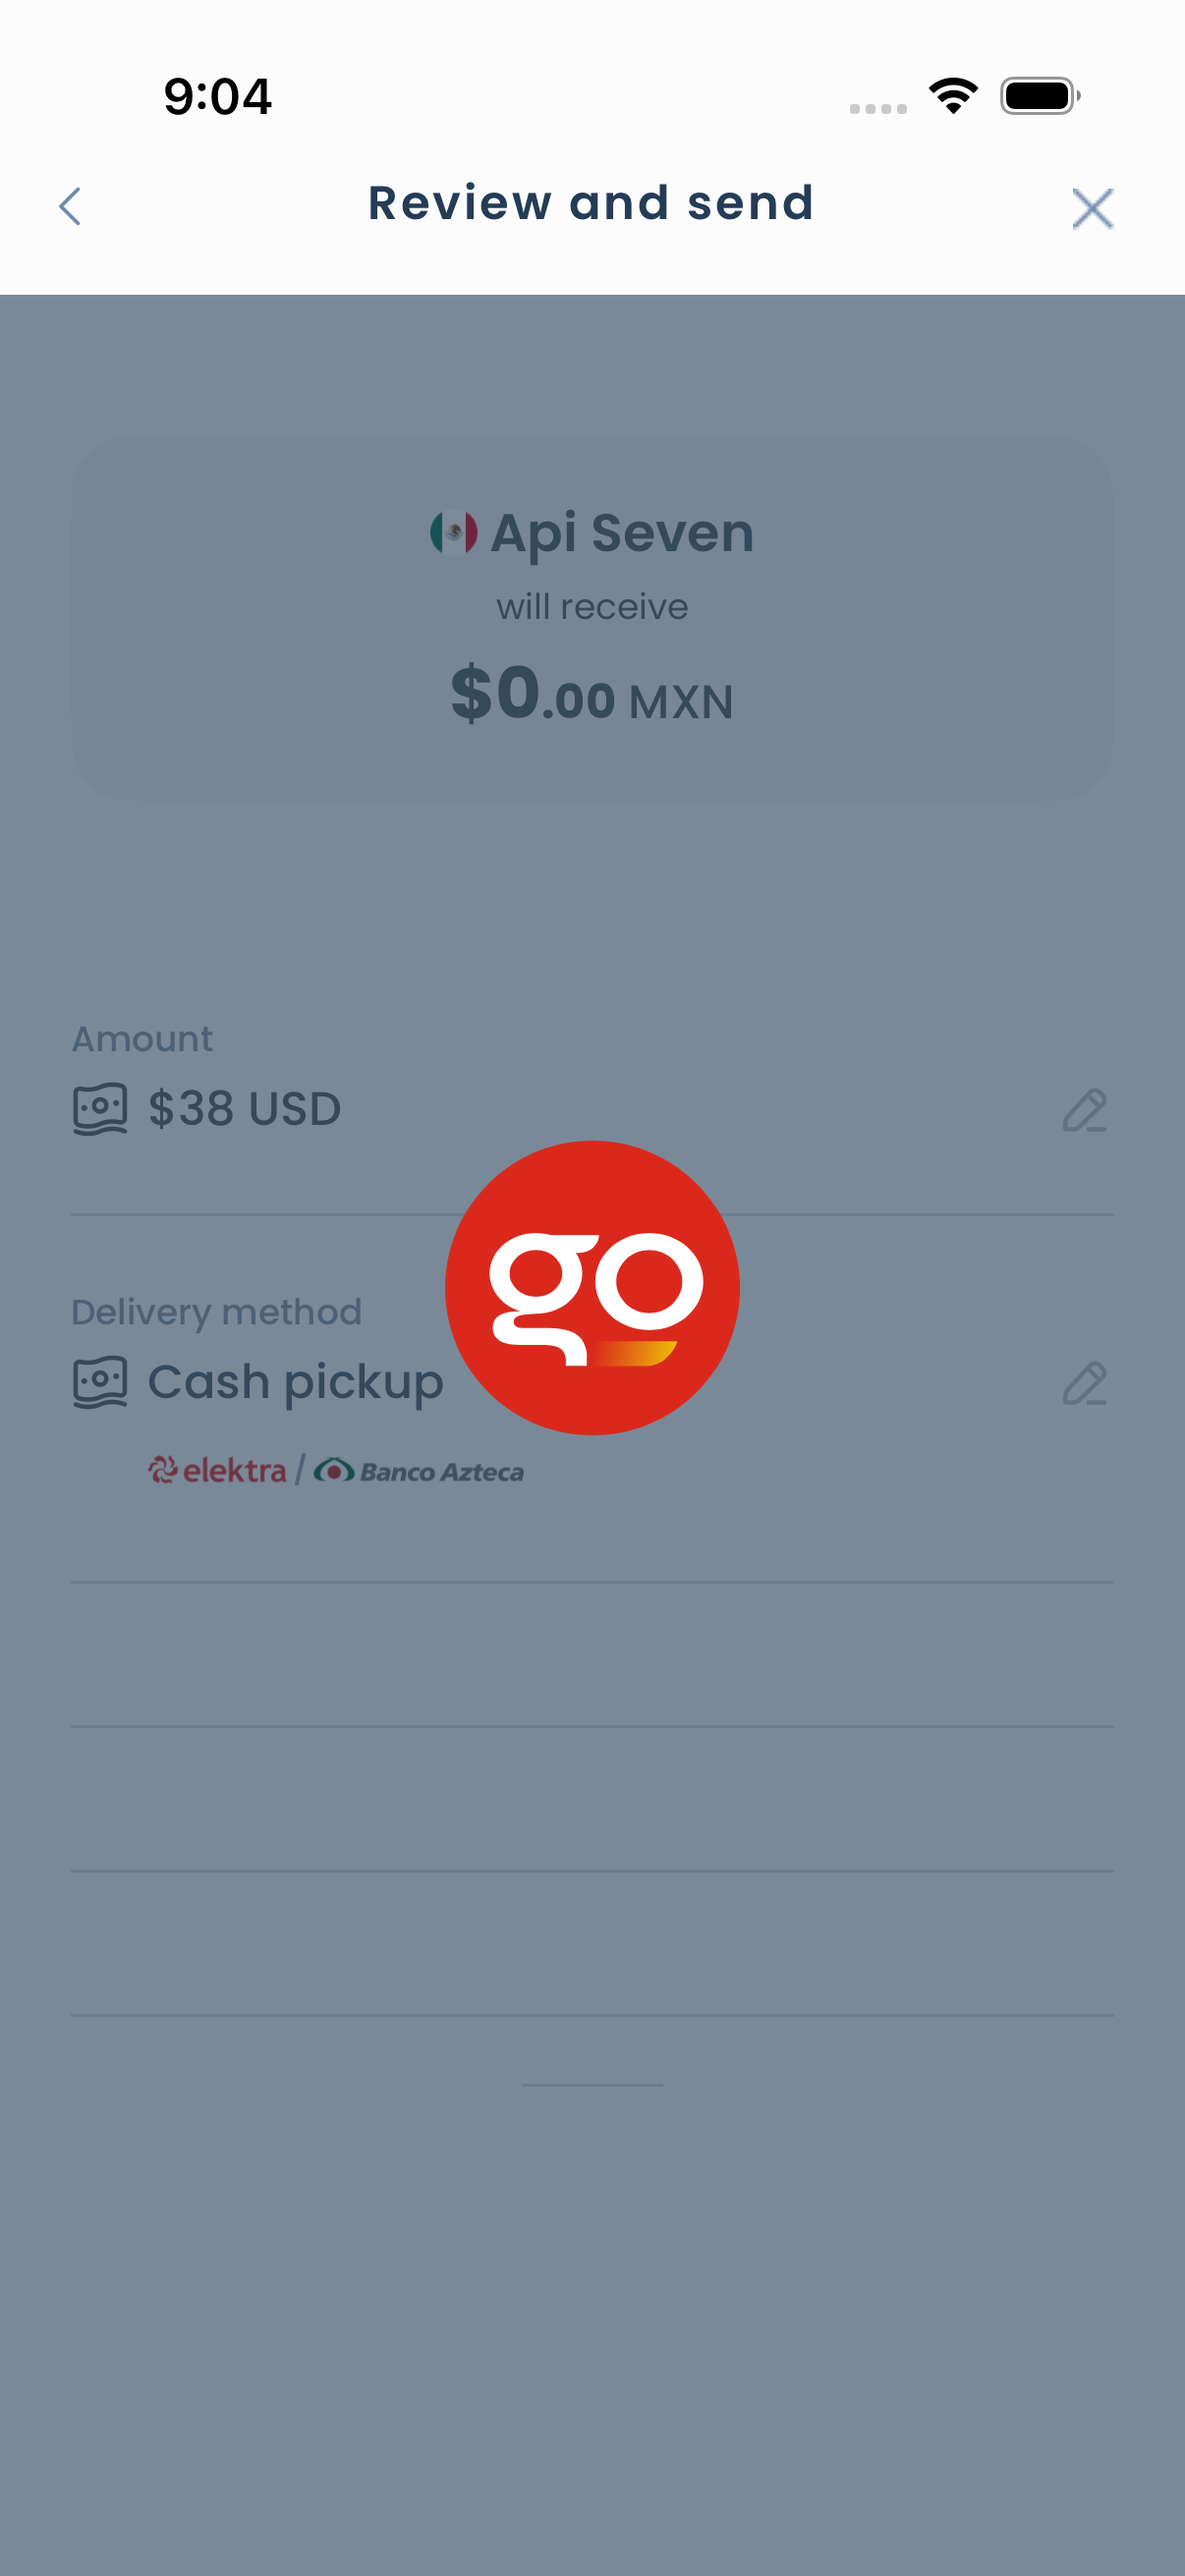 9:04
Review and send
Api Seven
will receive
$0.00 MXN
Amount
$38 USD
go
Delivery method
Cash pickup
elektra / Banco Azteca